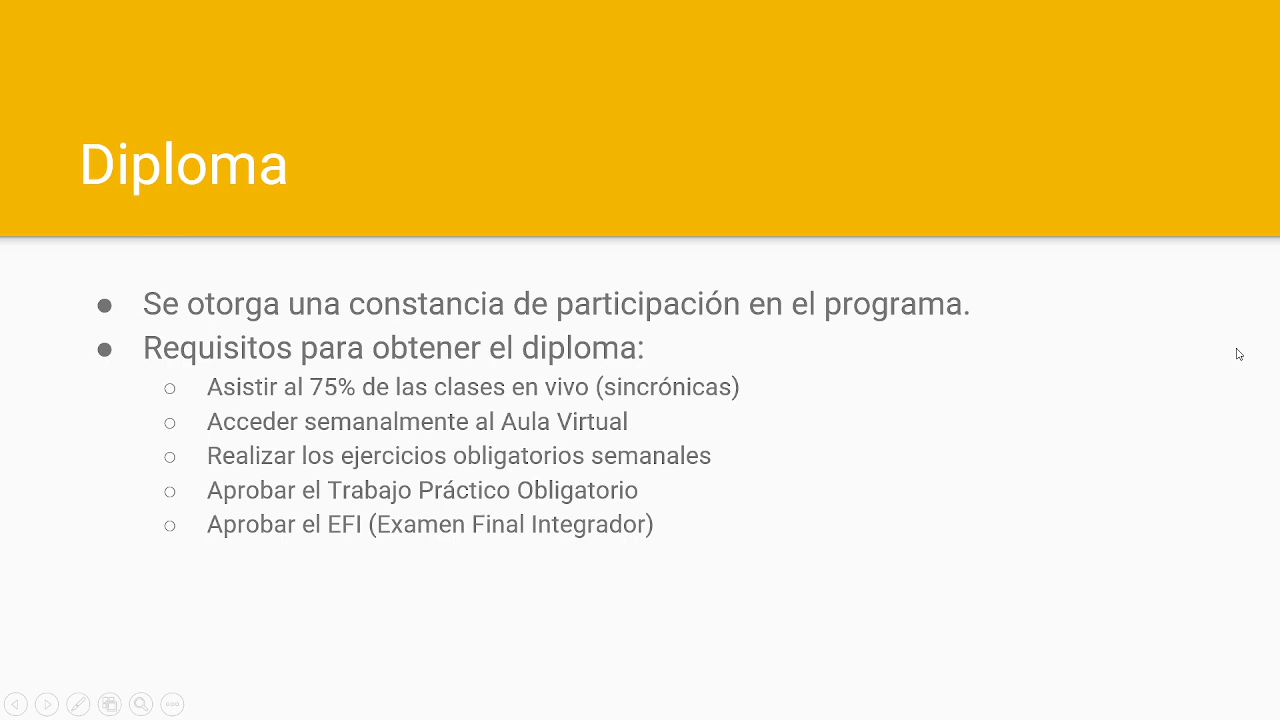 Diploma
● Se otorga una constancia de participación en el programa.
● Requisitos para obtener el diploma:
○ Asistir al 75% de las clases en vivo (sincrónicas)
○ Acceder semanalmente al Aula Virtual
○ Realizar los ejercicios obligatorios semanales
○ Aprobar el Trabajo Práctico Obligatorio
○ Aprobar el EFI (Examen Final Integrador)